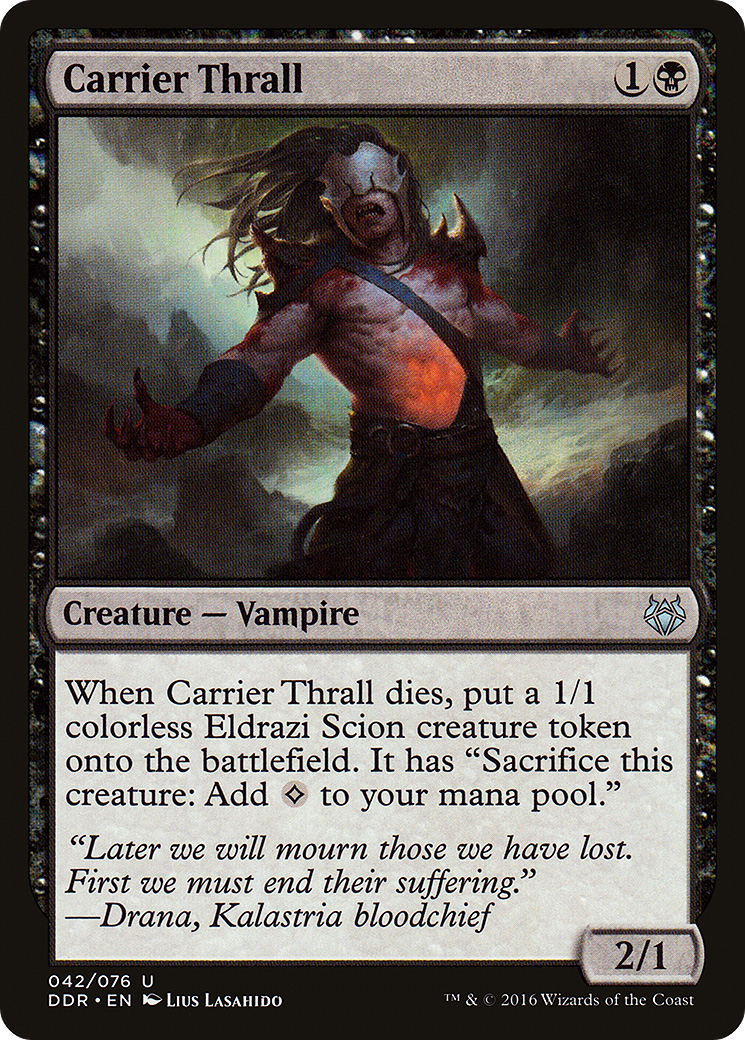 Carrier Thrall
1
Creature — Vampire
When Carrier Thrall dies, put a 1/1
colorless Eldrazi Scion creature token
onto the battlefield. It has “Sacrifice this
creature: Add to your mana pool.”
“Later we will mourn those we have lost.
First we must end their suffering.”
—Drana, Kalastria bloodchief
2/1
042/076 U
DDR • EN Lius Lasahido
™ & © 2016 Wizards of the Coast